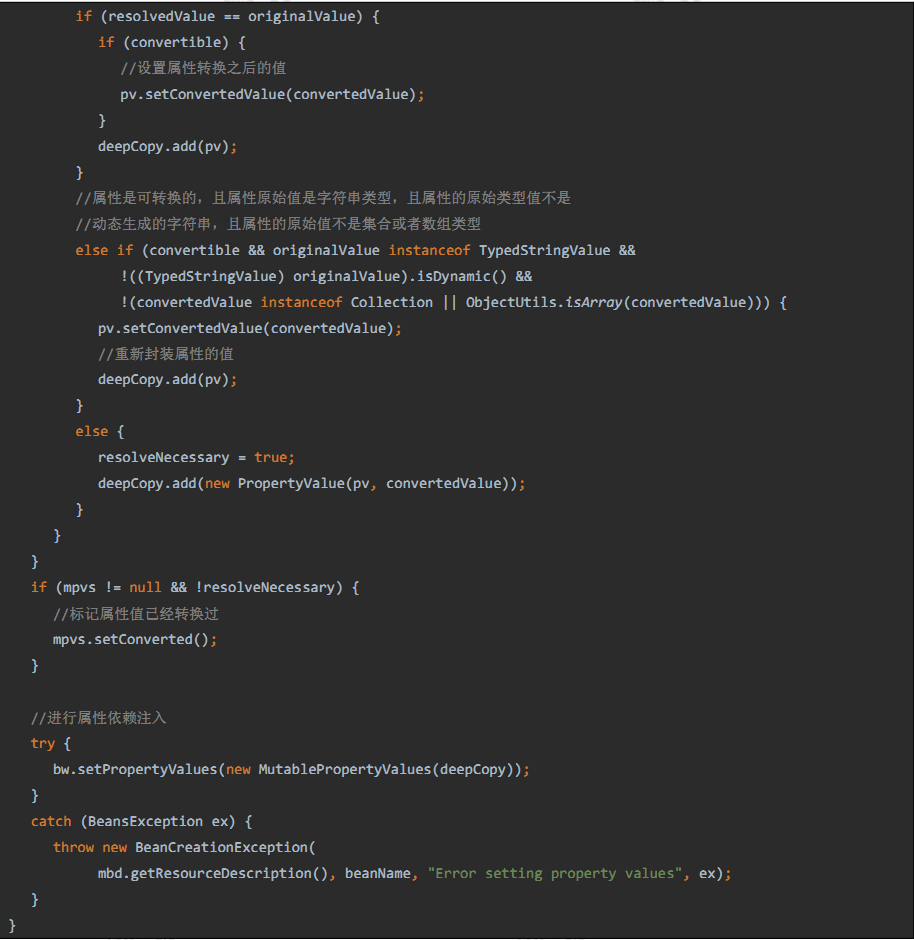 if (resolvedValue == originalValue) {
if (convertible) {
//设置属性转换之后的值
pv.setConvertedValue(convertedValue);
}
deepCopy.add(pv);
}
//属性是可转换的，且属性原始值是字符串类型，且属性的原始类型值不是
//动态生成的字符串，且属性的原始值不是集合或者数组类型
else if (convertible && originalValue instanceof TypedStringValue &&
!((TypedStringValue) originalValue).isDynamic() &&
!(convertedValue instanceof Collection || ObjectUtils.isArray(convertedValue))) {
pv.setConvertedValue(convertedValue);
//重新封装属性的值
deepCopy.add(pv);
}
else {
resolveNecessary = true;
deepCopy.add(new PropertyValue(pv, convertedValue));
}
}
}
if (mpvs != null && !resolveNecessary) {
//标记属性值已经转换过
mpvs.setConverted();
}
//进行属性依赖注入
try {
bw.setPropertyValues(new MutablePropertyValues(deepCopy));
}
catch (BeansException ex) {
throw new BeanCreationException(
mbd.getResourceDescription(), beanName, "Error setting property values", ex);
}
}